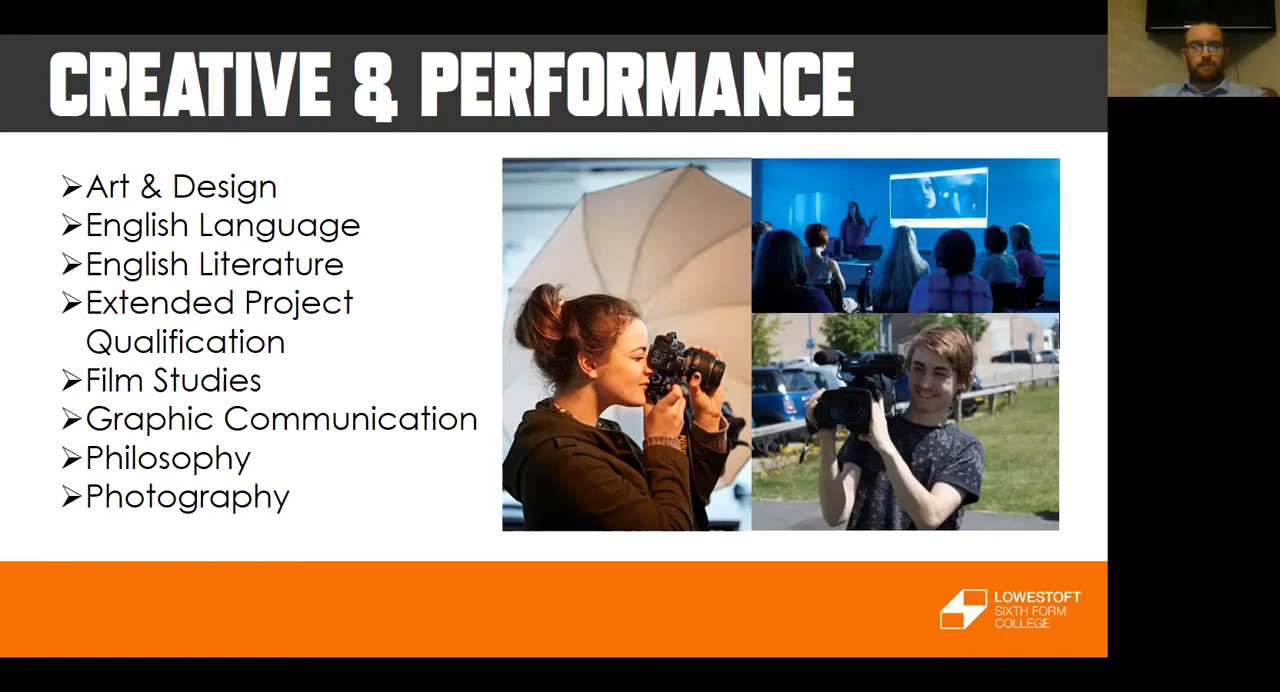 CREATIVE & PERFORMANCE
➢Art & Design
➢English Language
➢English Literature
➢Extended Project
Qualification
➢Film Studies
➢Graphic Communication
➢Philosophy
➢Photography
LOWESTOFT
SIXTH FORM
COLLEGE